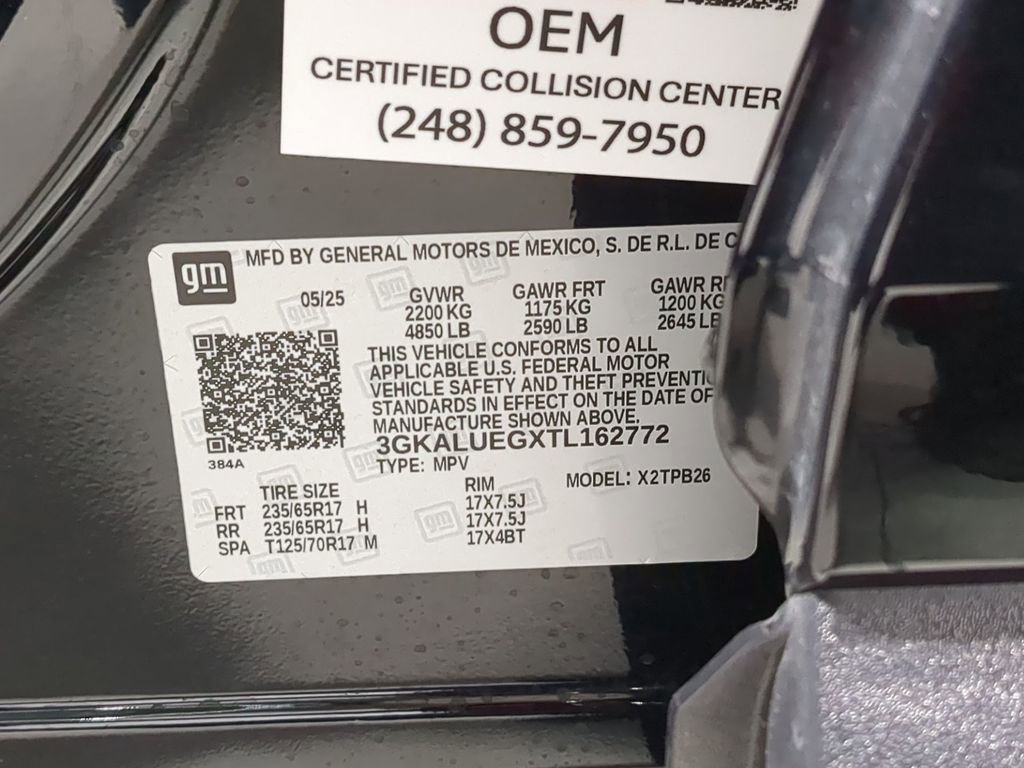 OEM
CERTIFIED COLLISION CENTER
(248) 859-7950
gm MFD BY GENERAL MOTORS DE MEXICO, S. DE R.L. DE C
05/25 GVWR GAWR FRT GAWR
2200 KG 1175 KG 1200 KG
4850 LB 2590 LB 2645 LB
THIS VEHICLE CONFORMS TO ALL
APPLICABLE U.S. FEDERAL MOTOR
VEHICLE SAFETY AND THEFT PREVENTI
STANDARDS IN EFFECT ON THE DATE OF
MANUFACTURE SHOWN ABOVE.
3GKALUEGXTL162772
384A
TYPE: MPV MODEL: X2TPB26
TIRE SIZE RIM
FRT 235/65R17 H 17X7.5J
RR 235/65R17 H 17X7.5J
SPA T125/70R17 M 17X4BT